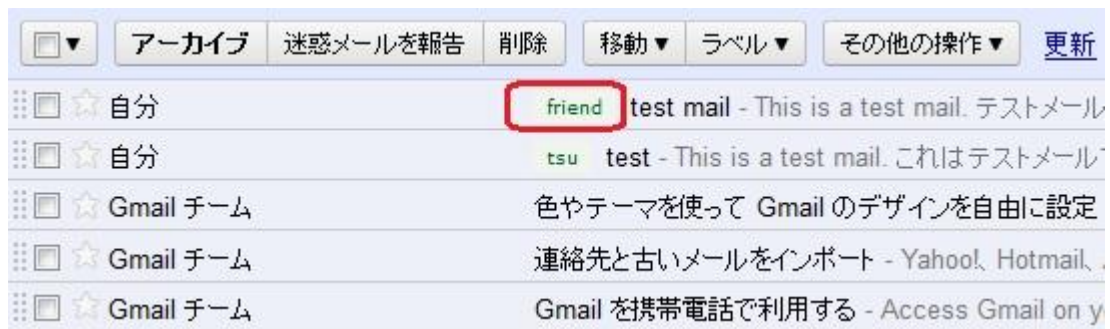 ▼ アーカイブ 迷惑メールを報告 削除 移動▼ ラベル▼ その他の操作▼ 更新
自分 friend test mail - This is a test mail. テストメール
自分 tsu test - This is a test mail. これはテストメール
Gmail チーム 色やテーマを使って Gmail のデザインを自由に設定
Gmail チーム 連絡先と古いメールをインポート - Yahoo!、Hotmail、
Gmail チーム Gmail を携帯電話で利用する - Access Gmail on